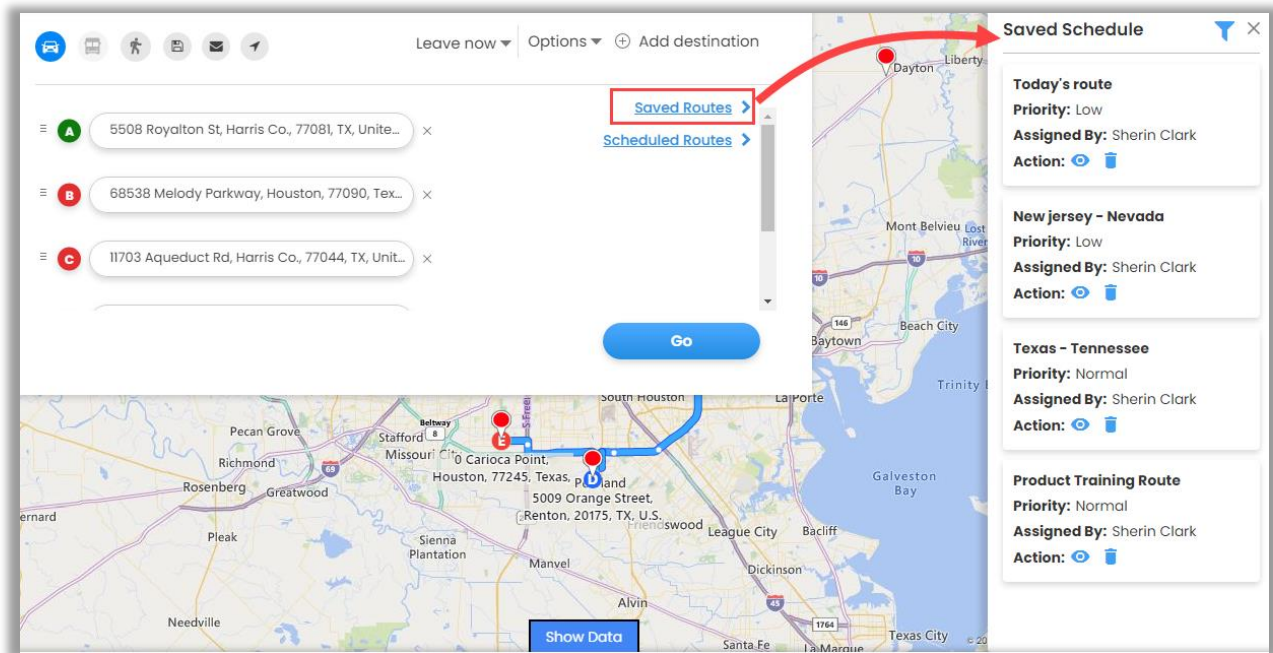 Leave now
Options
Add destination
Saved Routes
Scheduled Routes
A
5508 Royalton St, Harris Co., 77081, TX, Unite...
B
68538 Melody Parkway, Houston, 77090, Tex...
C
11703 Aqueduct Rd, Harris Co., 77044, TX, Unit...
Go
Saved Schedule
Today's route
Priority: Low
Assigned By: Sherin Clark
Action:
New jersey - Nevada
Priority: Low
Assigned By: Sherin Clark
Action:
Texas - Tennessee
Priority: Normal
Assigned By: Sherin Clark
Action:
Product Training Route
Priority: Normal
Assigned By: Sherin Clark
Action:
Dayton
Liberty
Mont Belvieu
Lost
River
10
10
146
Beach City
Baytown
Trinity
South Houston
La Porte
Beltway
8
Pecan Grove
Stafford
Missouri City
E
0 Carioca Point,
Houston, 77245, Texas,
Richmond
69
Rosenberg
Greatwood
D
5009 Orange Street,
Renton, 20175, TX, U.S.
Friendswood
League City
Bacliff
Galveston
Bay
ernard
Pleak
Sienna
Plantation
Manvel
Dickinson
45
Alvin
Needville
Show Data
1764
Santa Fe
La Marque
Texas City
© 20